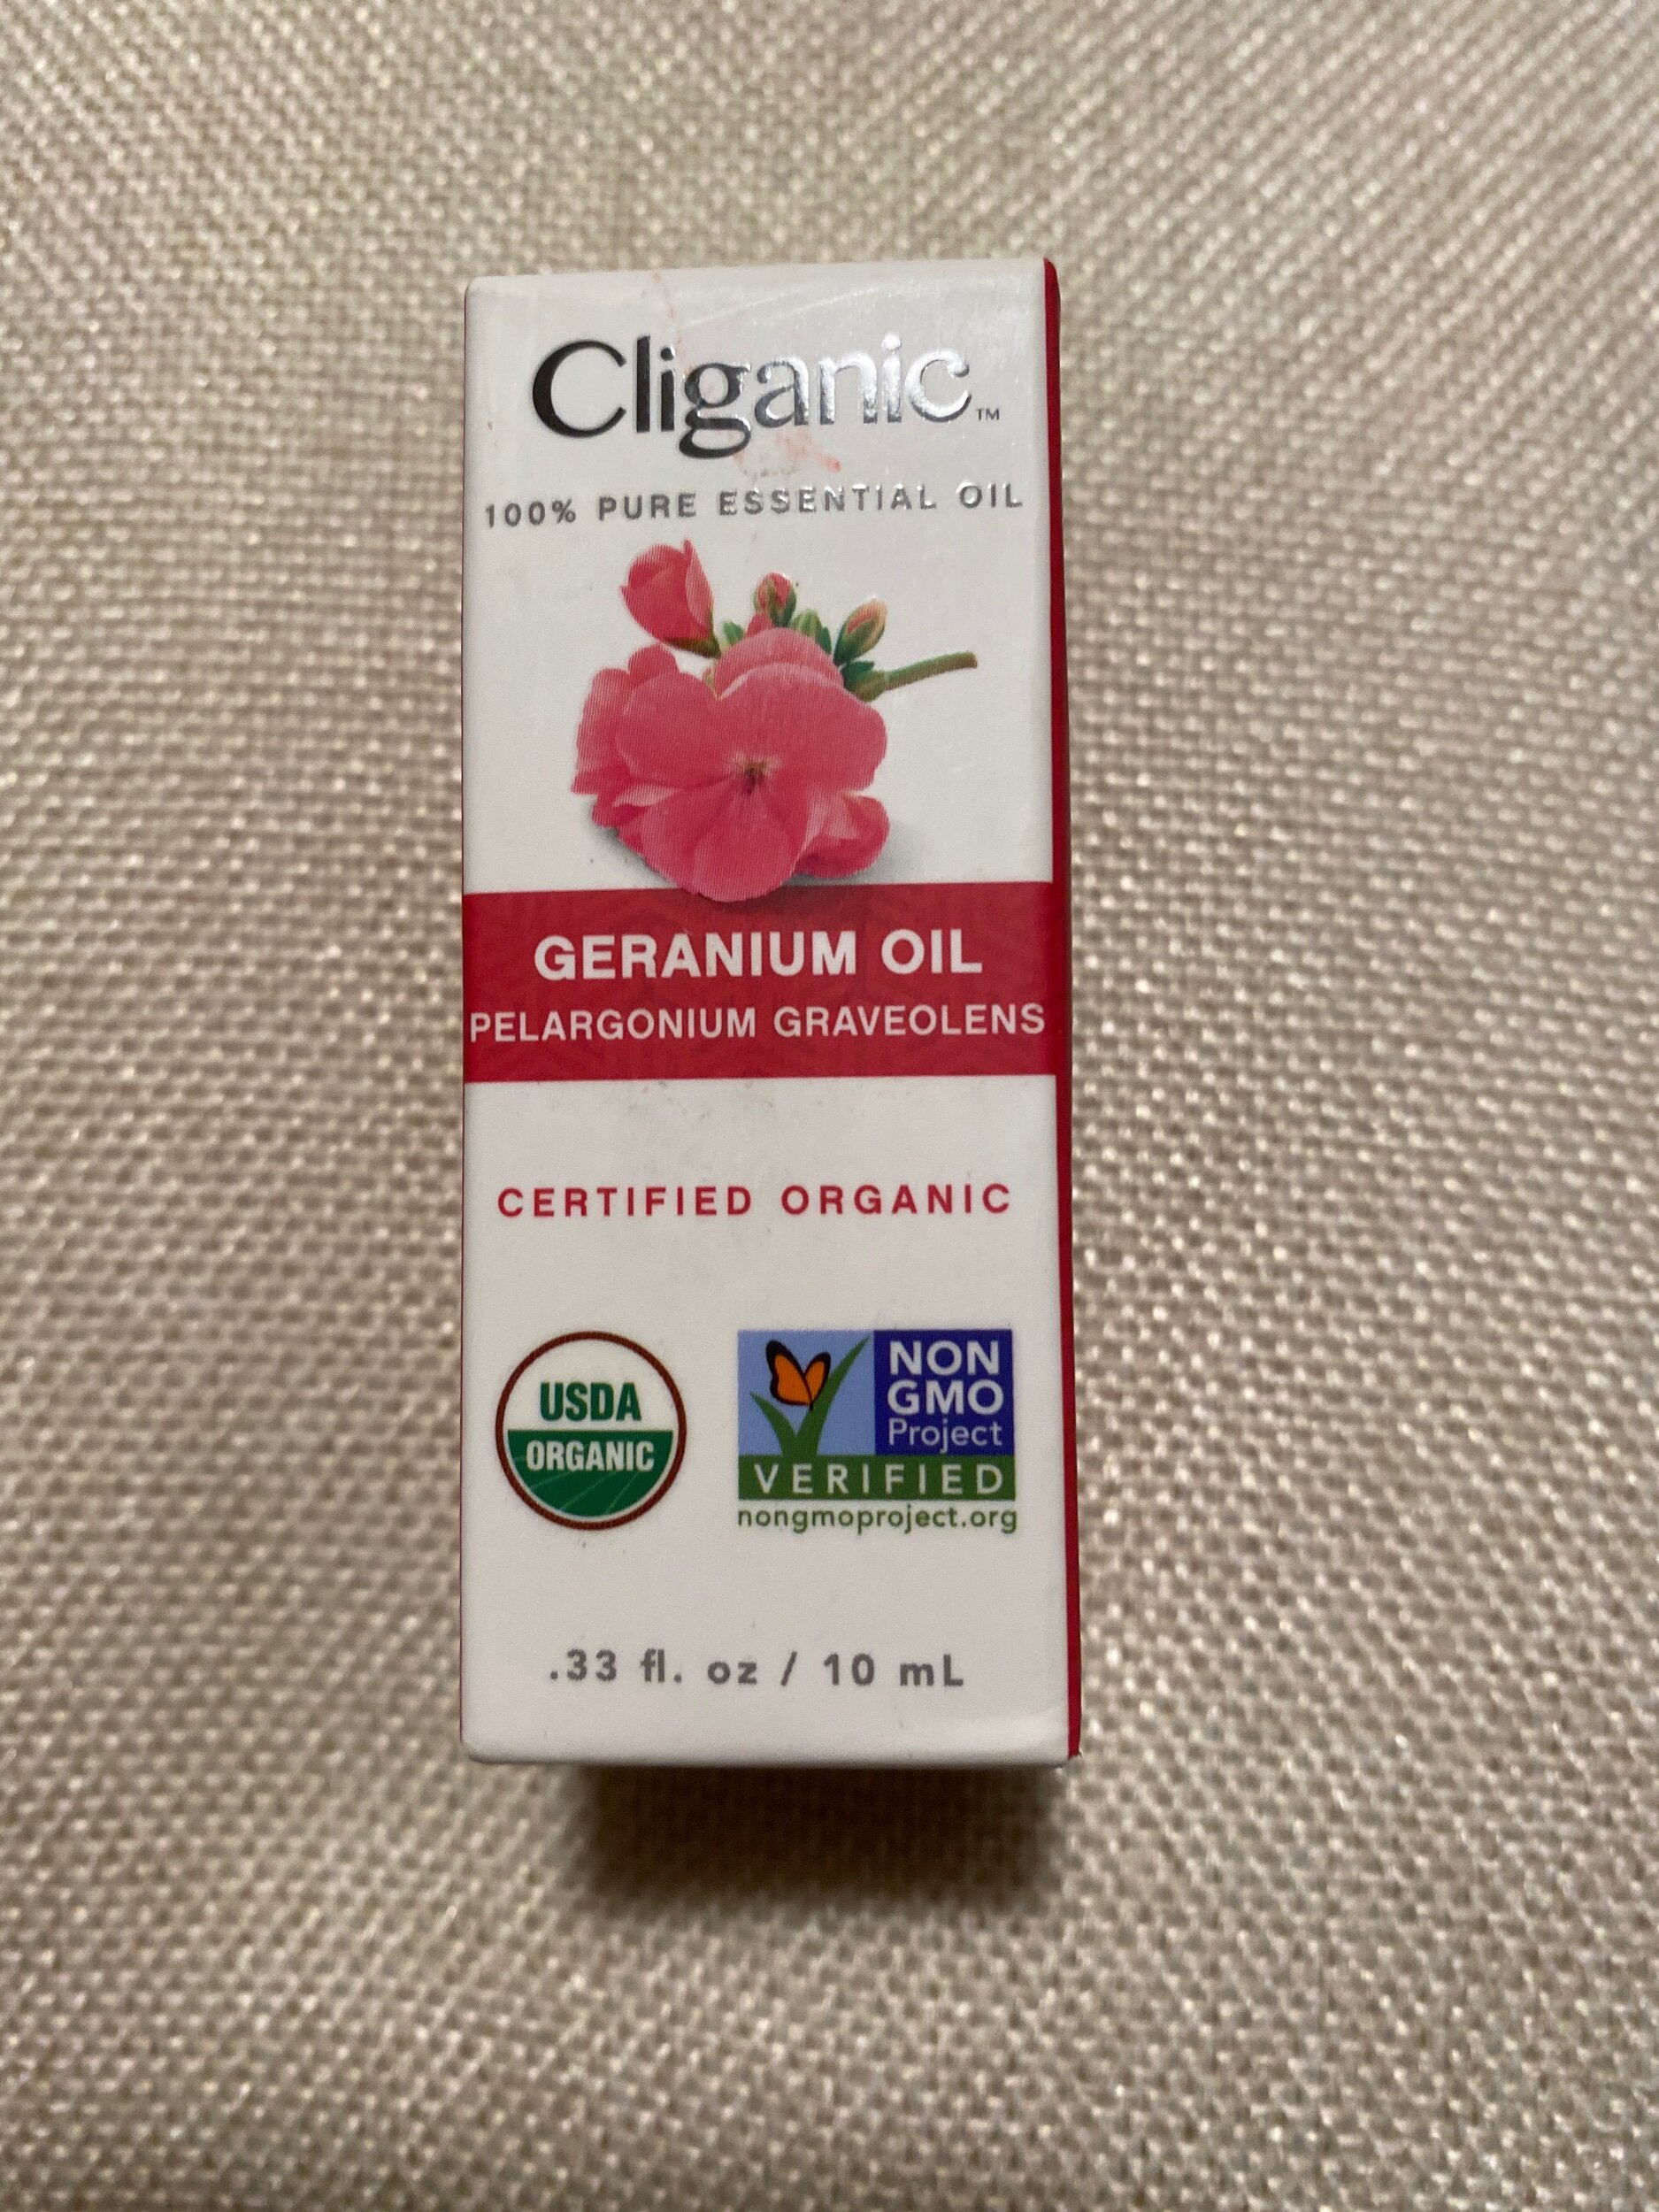 Cliganic™
100% PURE ESSENTIAL OIL
GERANIUM OIL
PELARGONIUM GRAVEOLENS
CERTIFIED ORGANIC
USDA
ORGANIC
NON
GMO
Project
VERIFIED
nongmoproject.org
.33 fl. oz / 10 mL